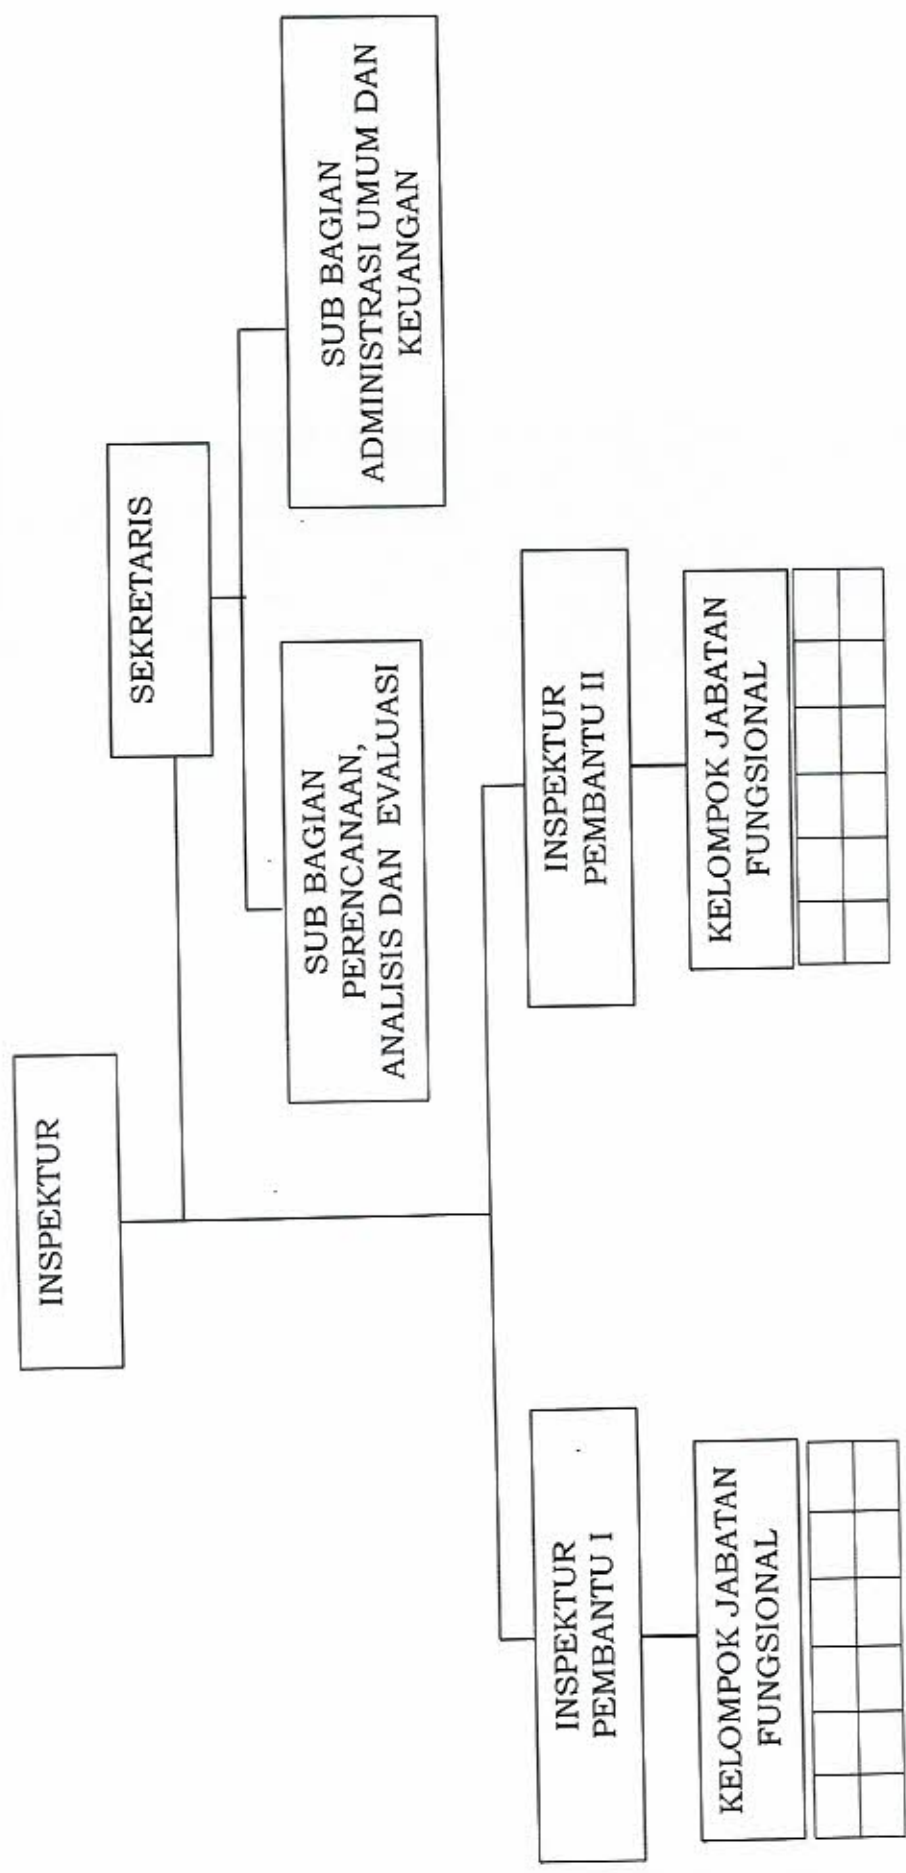 INSPEKTUR
SEKRETARIS
SUB BAGIAN
PERENCANAAN,
ANALISIS DAN EVALUASI
SUB BAGIAN
ADMINISTRASI UMUM DAN
KEUANGAN
INSPEKTUR
PEMBANTU I
INSPEKTUR
PEMBANTU II
KELOMPOK JABATAN
FUNGSIONAL
KELOMPOK JABATAN
FUNGSIONAL